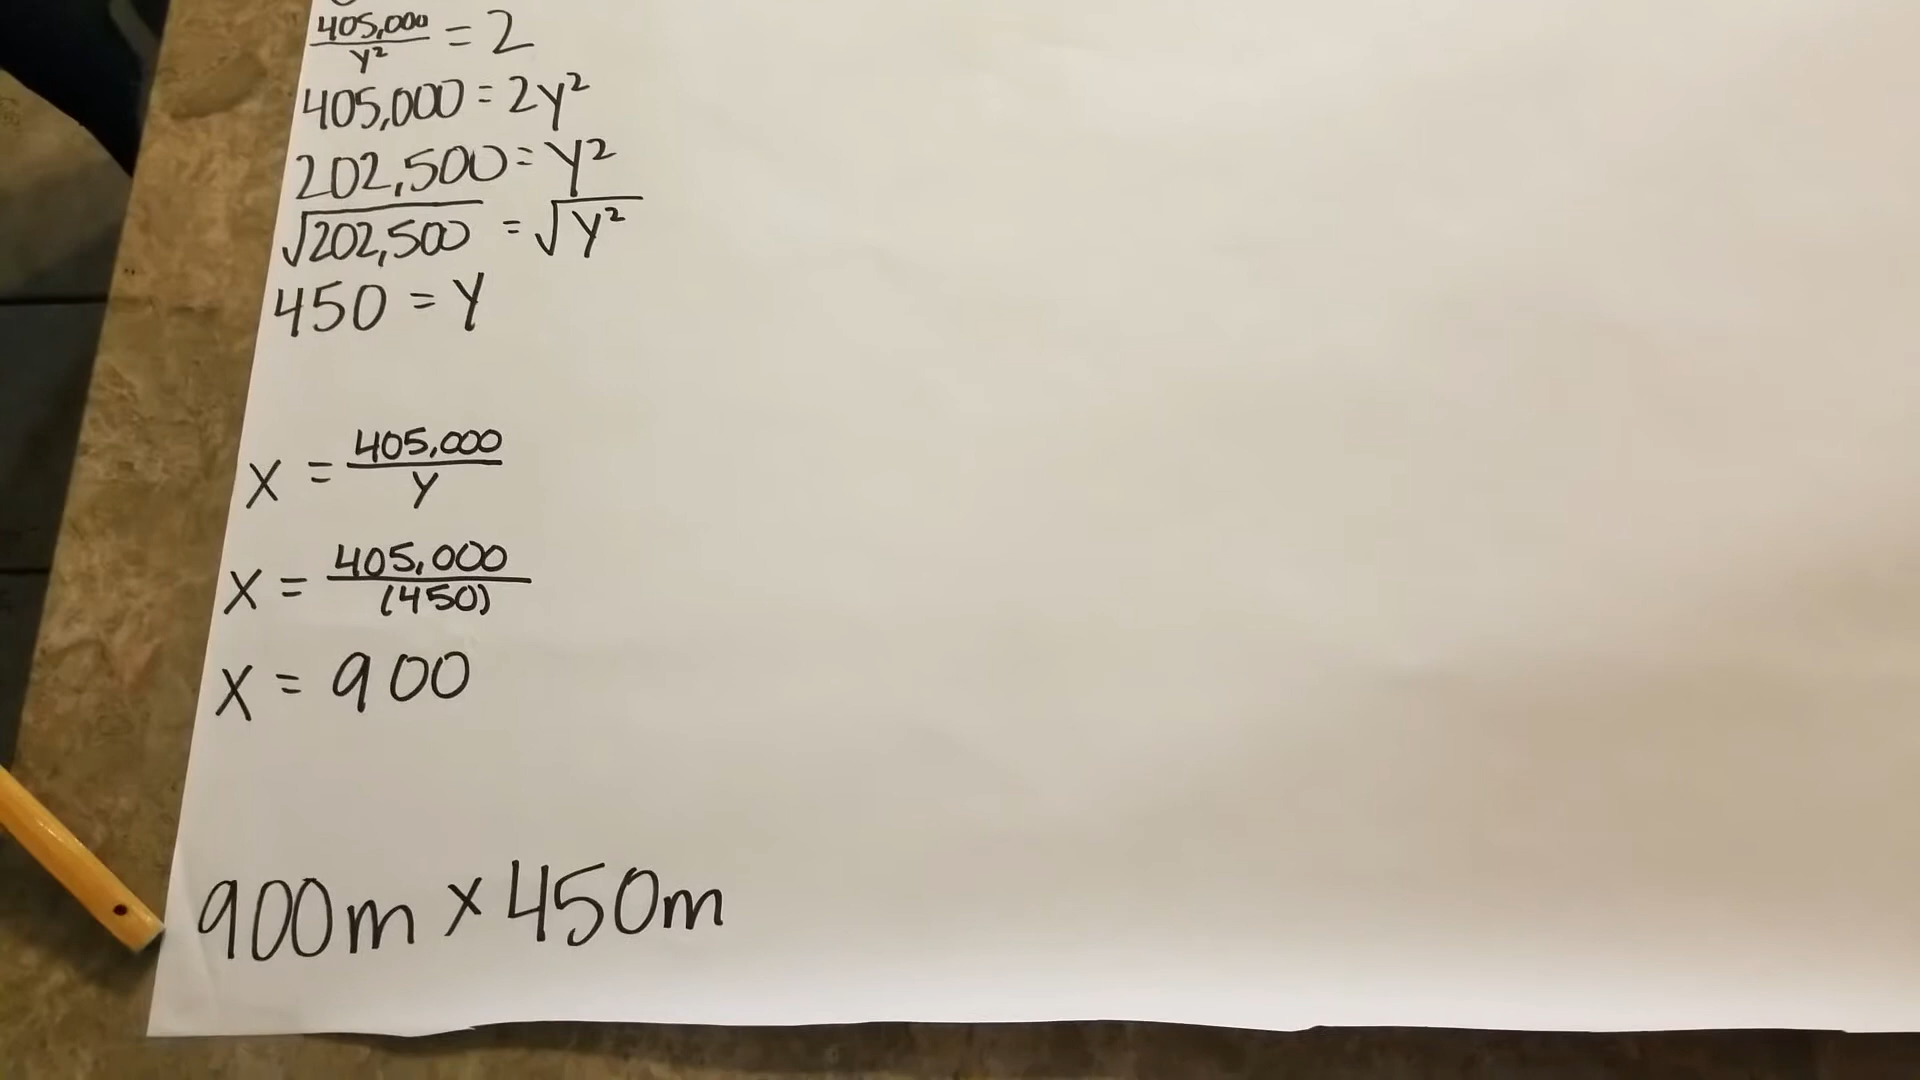 405,000/y² = 2
405,000 = 2y²
202,500 = y²
√202,500 = √y²
450 = y
x = 405,000/y
x = 405,000/(450)
x = 900
900m x 450m